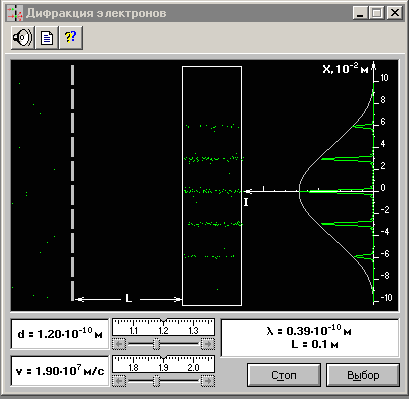 Дифракция электронов
X, 10⁻² м
10
8
6
4
2
0
-2
-4
-6
-8
-10
I
L
d = 1.20·10⁻¹⁰ м
1.1 1.2 1.3
v = 1.90·10⁷ м/с
1.8 1.9 2.0
λ = 0.39·10⁻¹⁰ м
L = 0.1 м
Стоп
Выбор